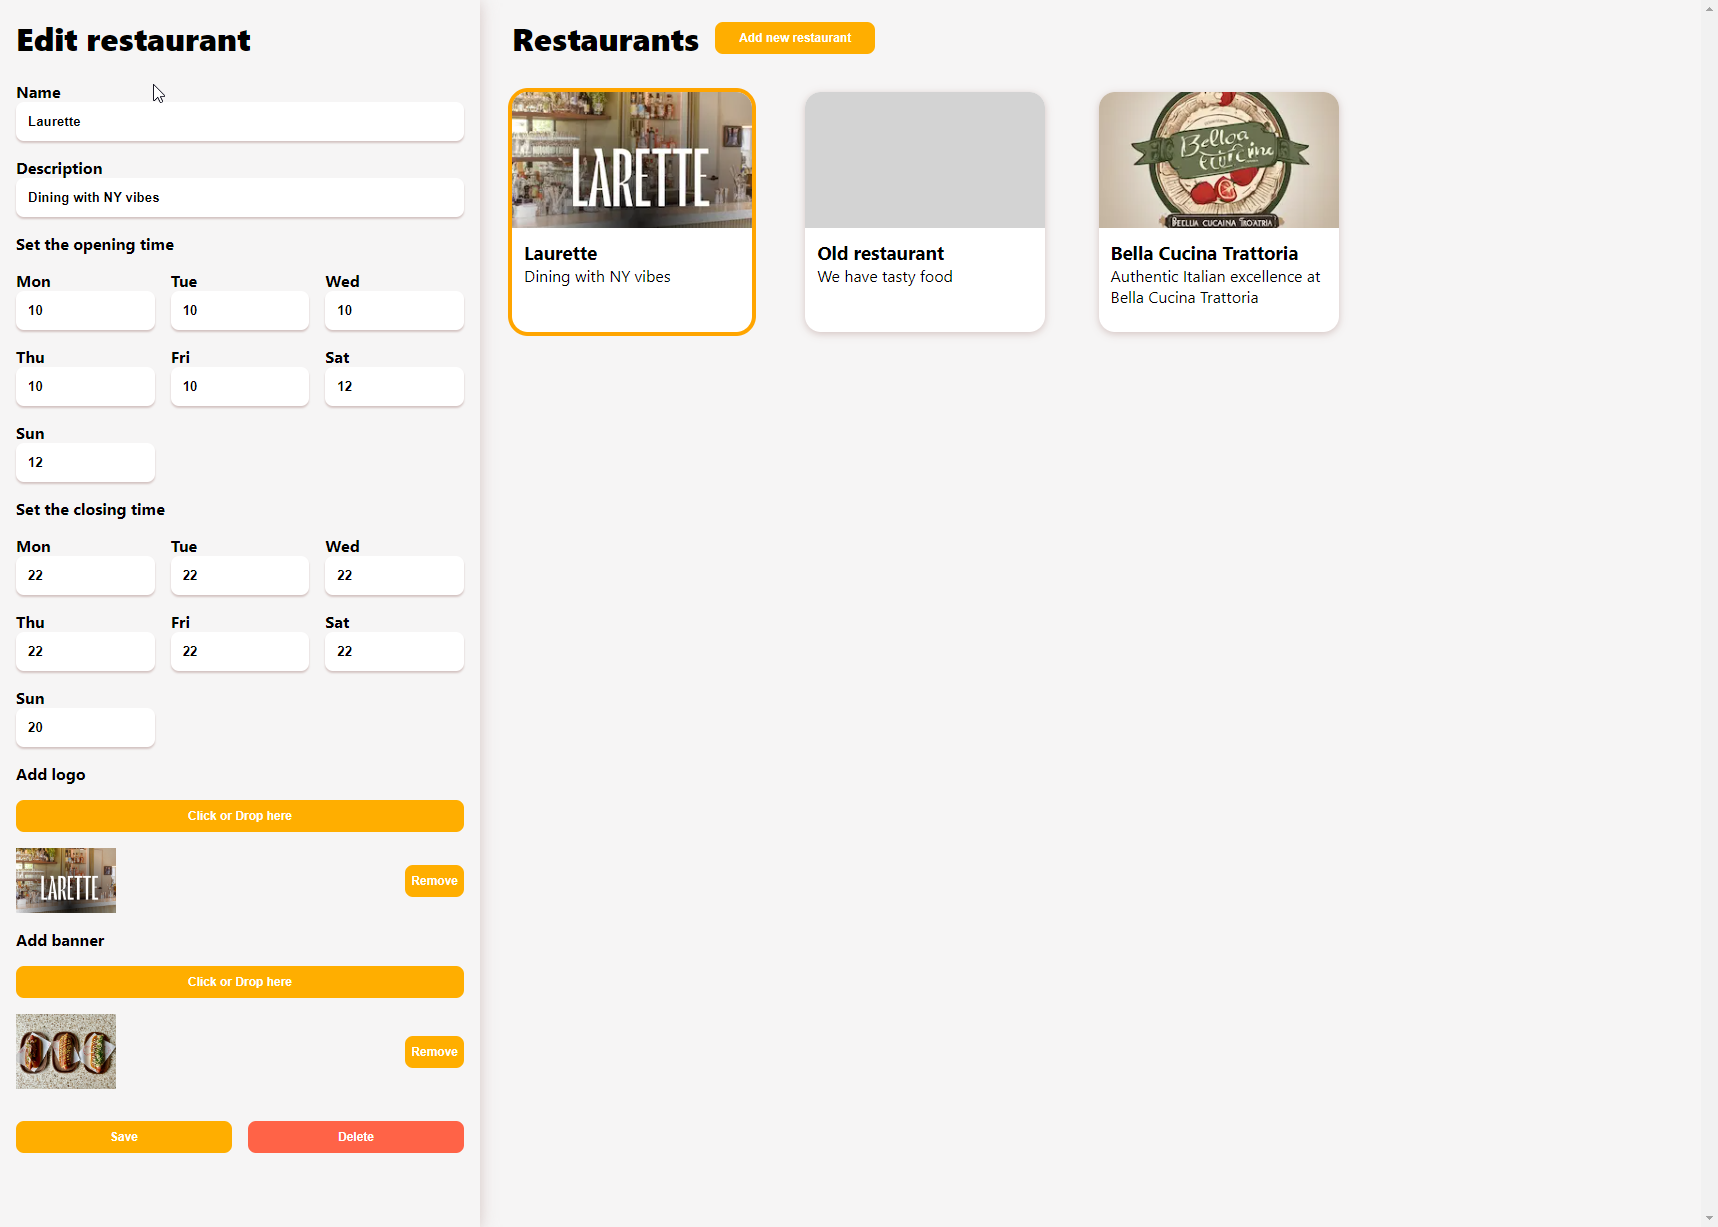 Edit restaurant
Name
Laurette
Description
Dining with NY vibes
Set the opening time
Mon Tue Wed
10 10 10
Thu Fri Sat
10 10 12
Sun
12
Set the closing time
Mon Tue Wed
22 22 22
Thu Fri Sat
22 22 22
Sun
20
Add logo
Click or Drop here
LARETTE
Remove
Add banner
Click or Drop here
Remove
Save Delete
Restaurants Add new restaurant
LARETTE
Laurette
Dining with NY vibes
Old restaurant
We have tasty food
BECLLIA CUCAINA TROATRIA
Bella Cucina Trattoria
Authentic Italian excellence at
Bella Cucina Trattoria